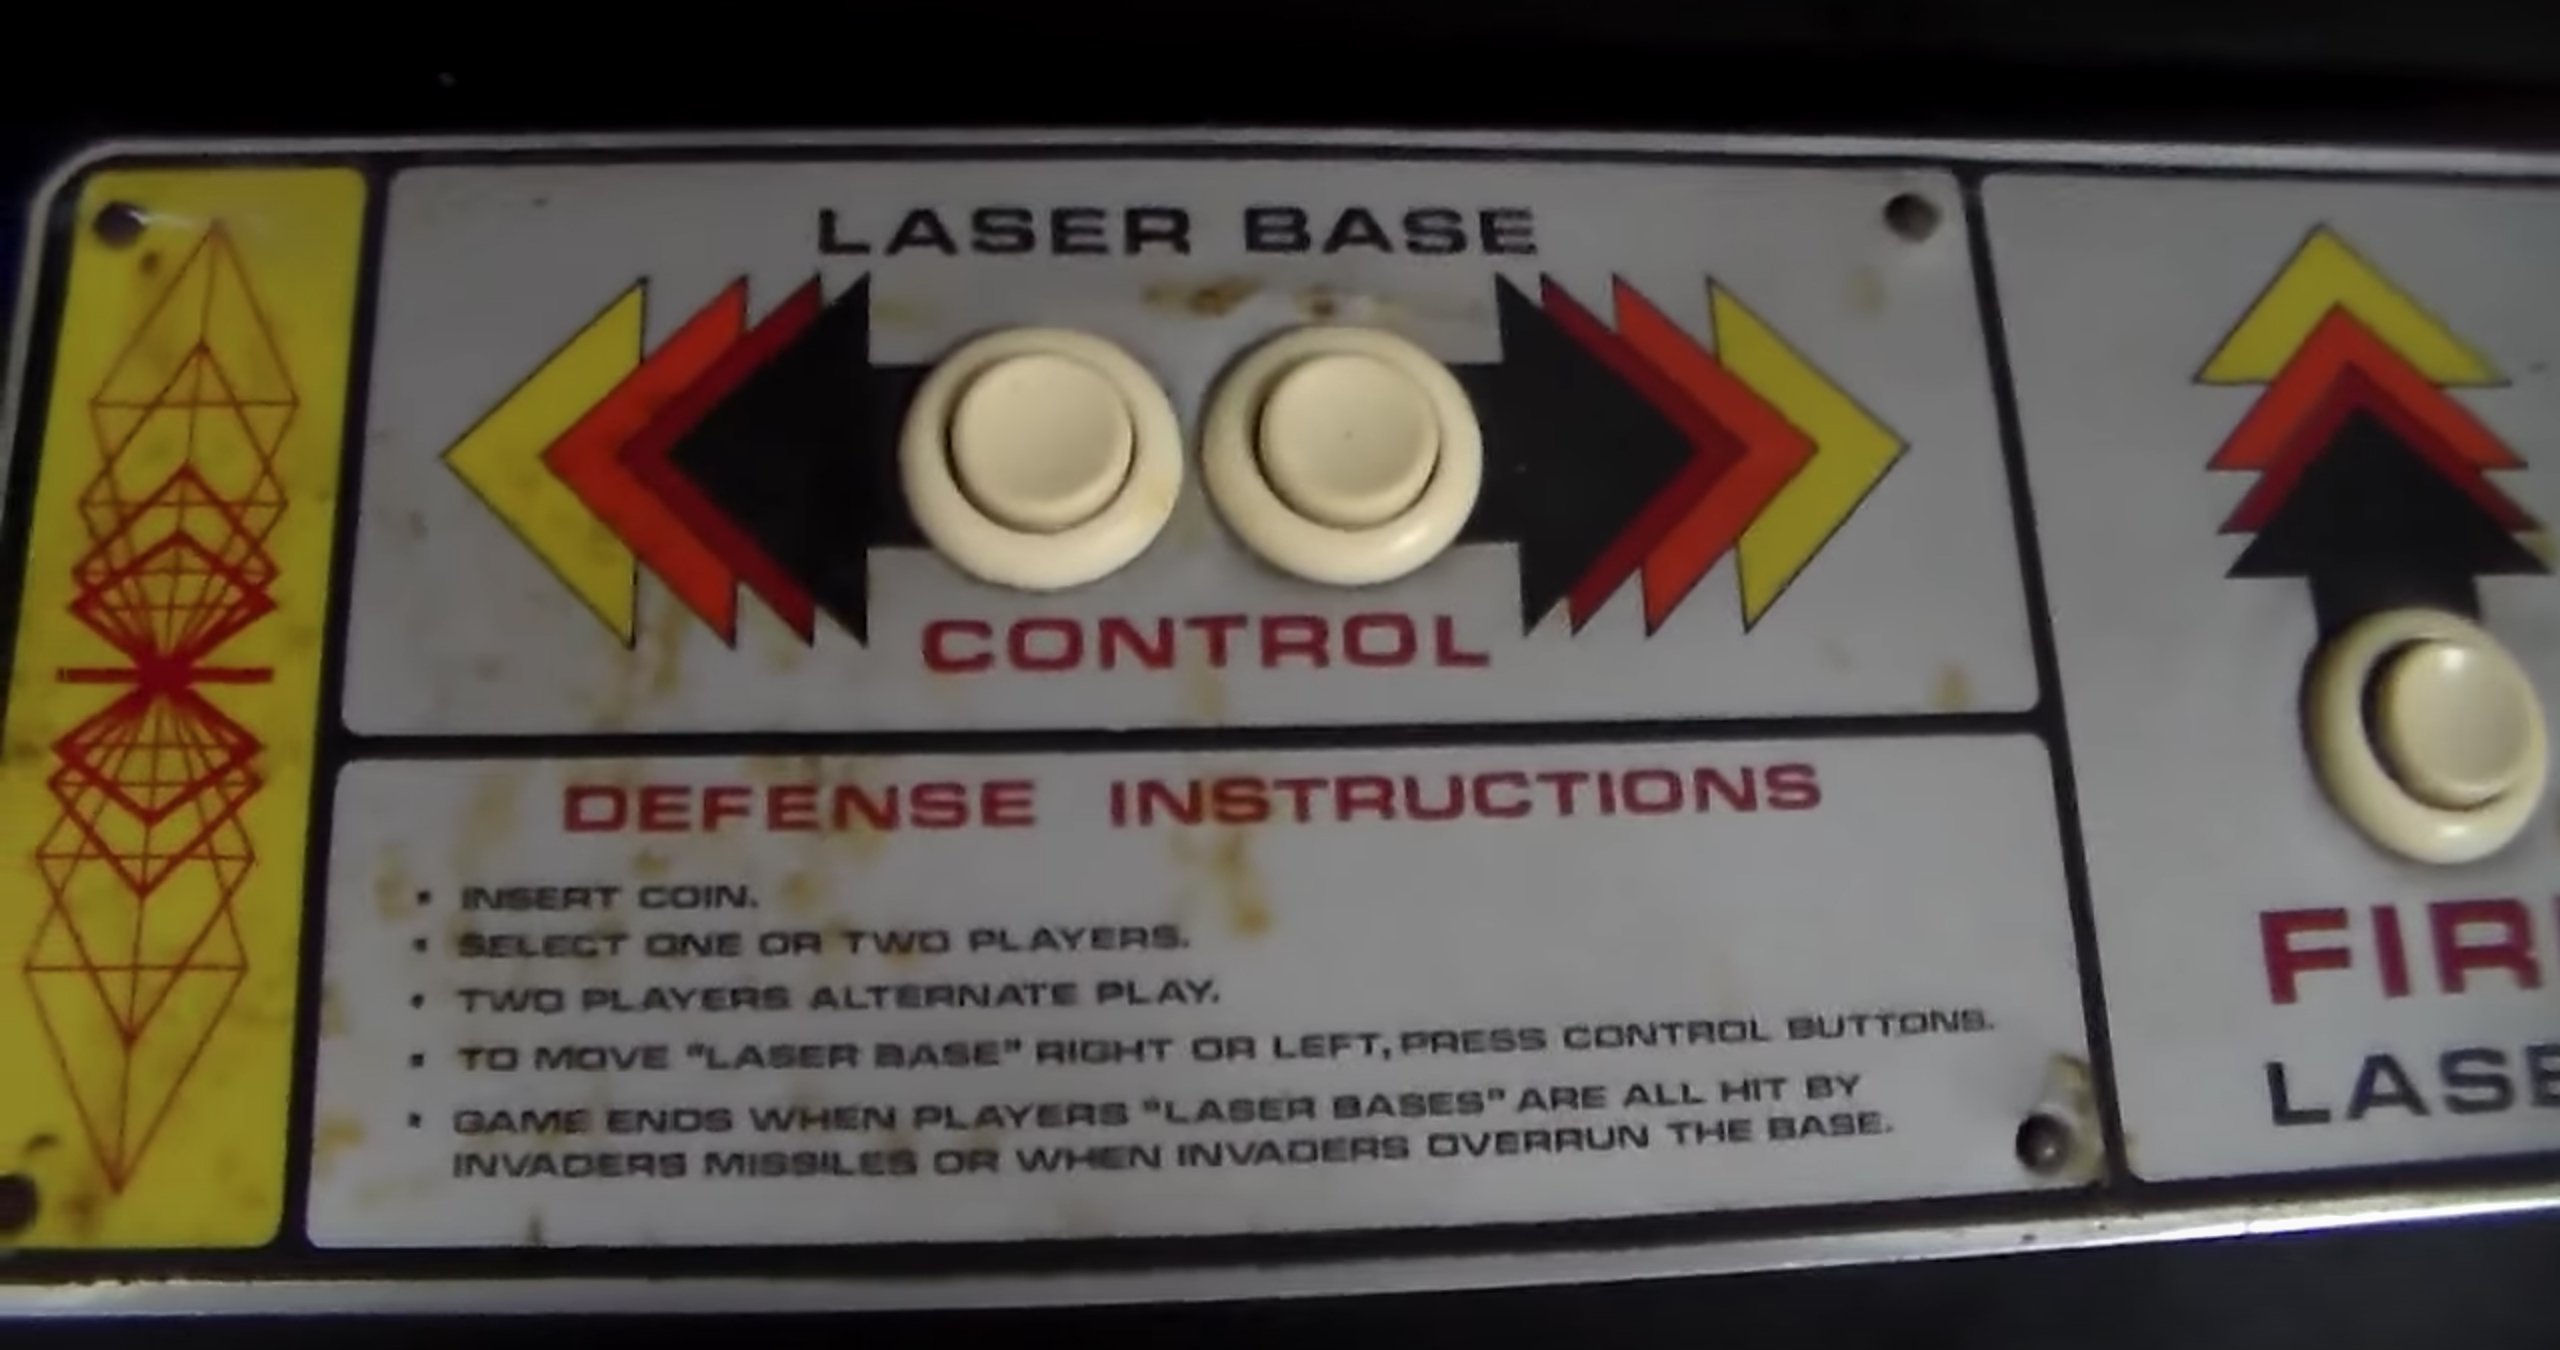 LASER BASE
CONTROL
DEFENSE INSTRUCTIONS
• INSERT COIN.
• SELECT ONE OR TWO PLAYERS.
• TWO PLAYERS ALTERNATE PLAY.
• TO MOVE "LASER BASE" RIGHT OR LEFT, PRESS CONTROL BUTTONS.
• GAME ENDS WHEN PLAYERS "LASER BASES" ARE ALL HIT BY
INVADERS MISSILES OR WHEN INVADERS OVERRUN THE BASE.
FIR
LASE